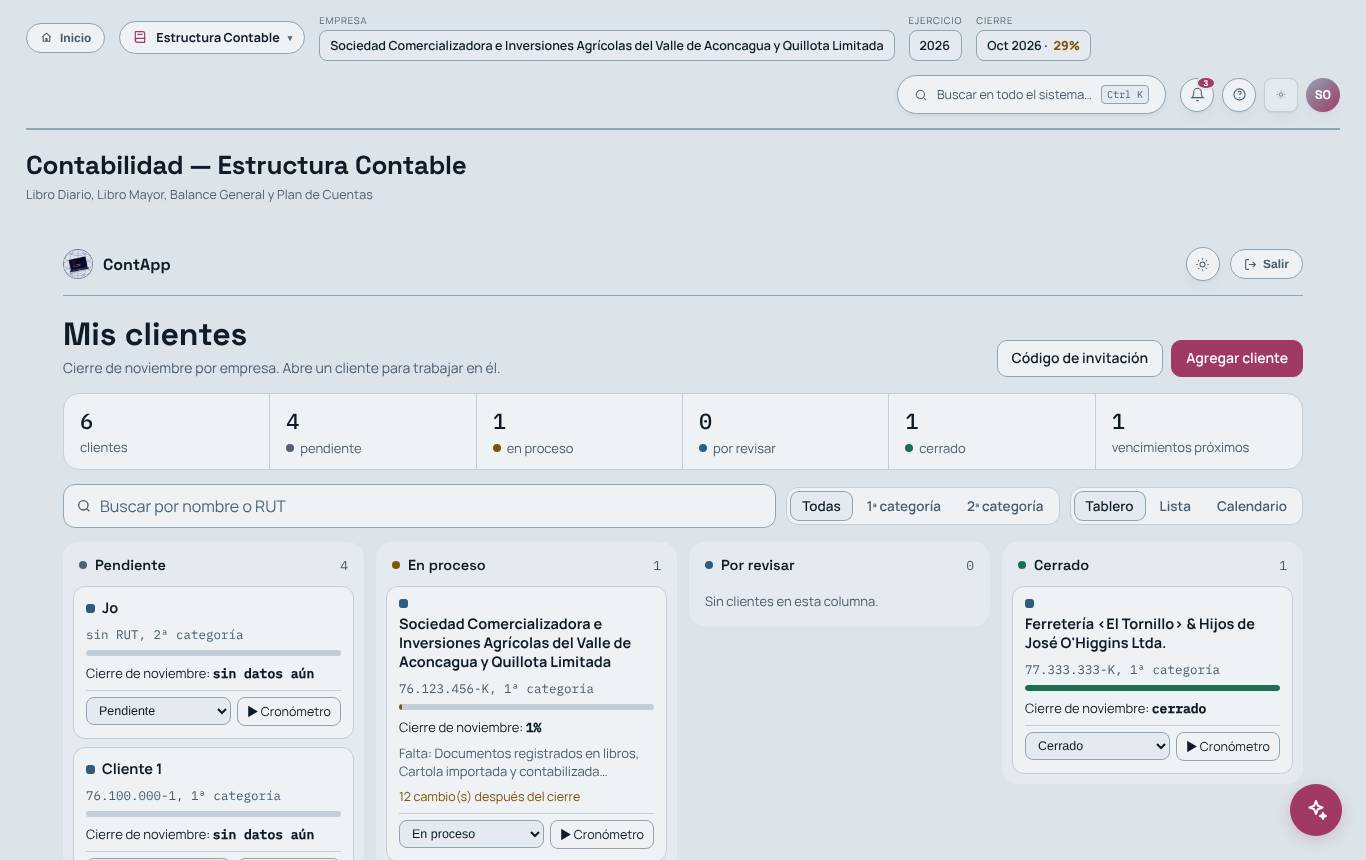 Inicio
Estructura Contable ▾
EMPRESA
Sociedad Comercializadora e Inversiones Agrícolas del Valle de Aconcagua y Quillota Limitada
EJERCICIO
2026
CIERRE
Oct 2026 · 29%
Buscar en todo el sistema… Ctrl K
3
SO
Contabilidad — Estructura Contable
Libro Diario, Libro Mayor, Balance General y Plan de Cuentas
ContApp
Salir
Mis clientes
Cierre de noviembre por empresa. Abre un cliente para trabajar en él.
Código de invitación
Agregar cliente
6
clientes
4
pendiente
1
en proceso
0
por revisar
1
cerrado
1
vencimientos próximos
Buscar por nombre o RUT
Todas 1ª categoría 2ª categoría
Tablero Lista Calendario
Pendiente 4
Jo
sin RUT, 2ª categoría
Cierre de noviembre: sin datos aún
Pendiente ▶ Cronómetro
Cliente 1
76.100.000-1, 1ª categoría
Cierre de noviembre: sin datos aún
En proceso 1
Sociedad Comercializadora e
Inversiones Agrícolas del Valle de
Aconcagua y Quillota Limitada
76.123.456-K, 1ª categoría
Cierre de noviembre: 1%
Falta: Documentos registrados en libros,
Cartola importada y contabilizada…
12 cambio(s) después del cierre
En proceso ▶ Cronómetro
Por revisar 0
Sin clientes en esta columna.
Cerrado 1
Ferretería <El Tornillo> & Hijos de
José O'Higgins Ltda.
77.333.333-K, 1ª categoría
Cierre de noviembre: cerrado
Cerrado ▶ Cronómetro